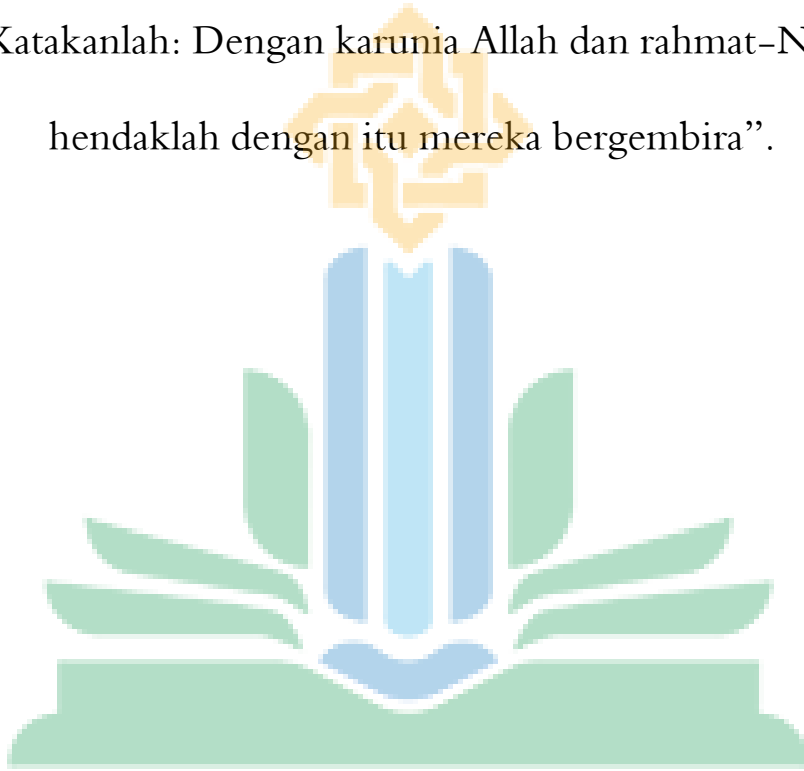 Katakanlah: Dengan karunia Allah dan rahmat-N
hendaklah dengan itu mereka bergembira”.